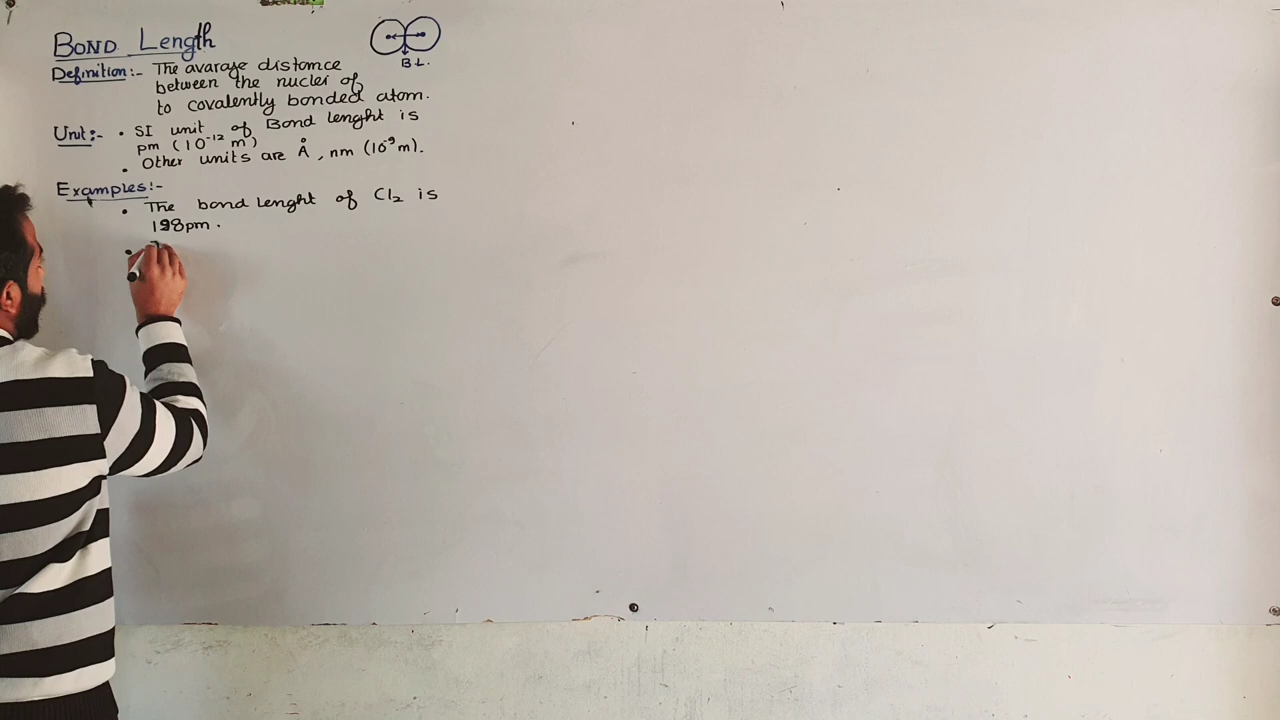 BOND Length
B L.
Definition:- The avarage distance
between the nuclei of
to covalently bonded atom.
Unit:- • SI unit of Bond lenght is
pm (10⁻¹² m)
• Other units are Å, nm (10⁻⁹m).
Examples:-
• The bond lenght of Cl₂ is
198pm.